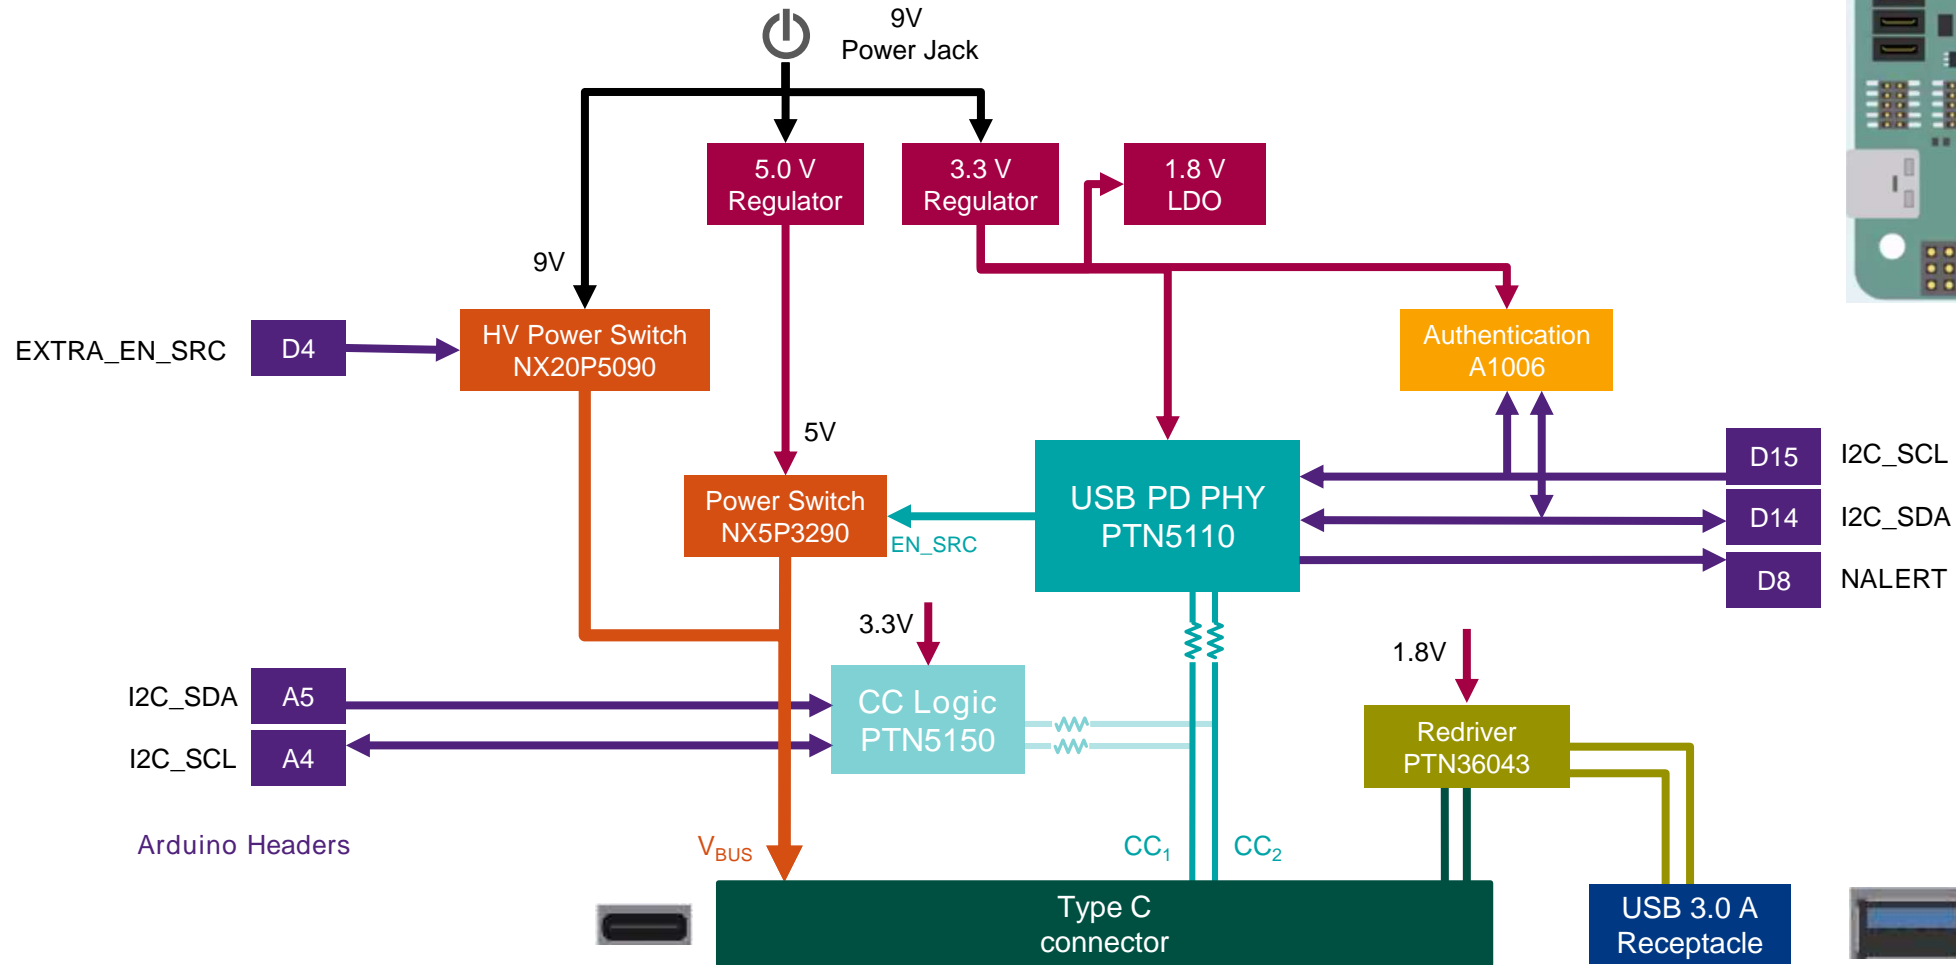 9V
Power Jack
5.0 V
Regulator
3.3 V
Regulator
1.8 V
LDO
9V
EXTRA_EN_SRC
D4
HV Power Switch
NX20P5090
Authentication
A1006
5V
Power Switch
NX5P3290
EN_SRC
USB PD PHY
PTN5110
D15
I2C_SCL
D14
I2C_SDA
D8
NALERT
3.3V
1.8V
I2C_SDA
A5
I2C_SCL
A4
CC Logic
PTN5150
Redriver
PTN36043
Arduino Headers
VBUS
CC1
CC2
Type C
connector
USB 3.0 A
Receptacle